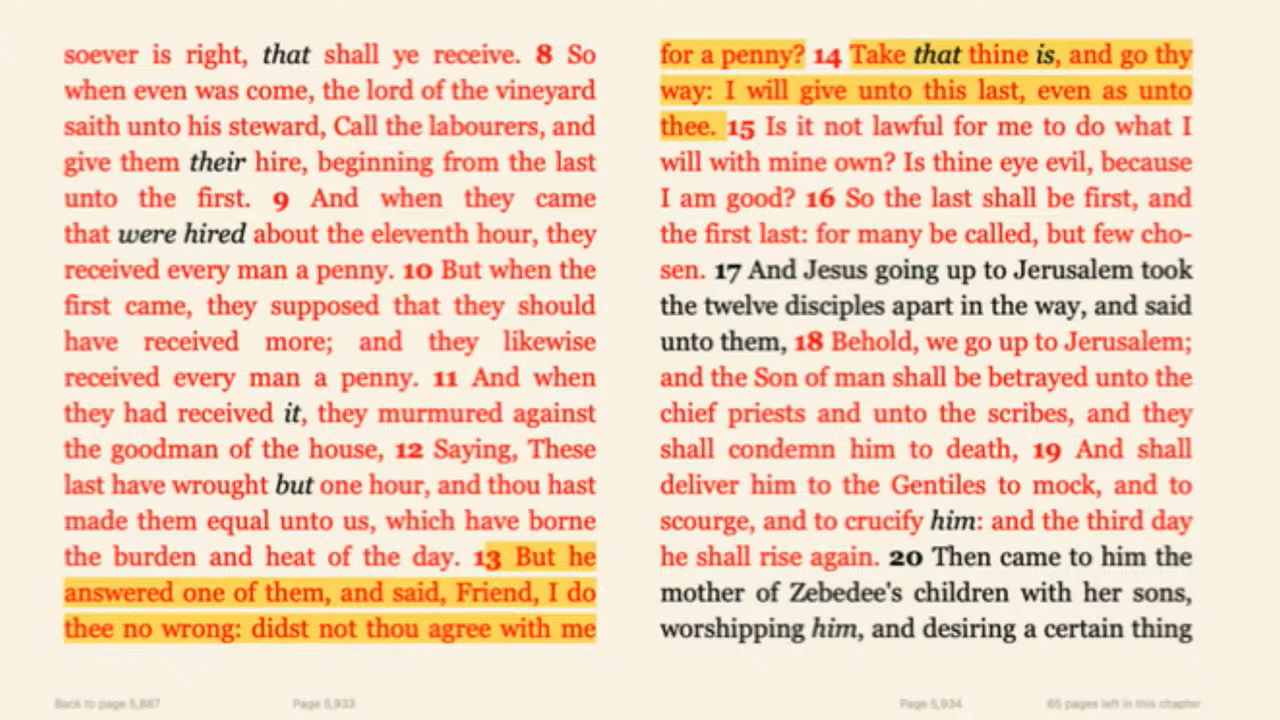 soever is right, that shall ye receive. 8 So
when even was come, the lord of the vineyard
saith unto his steward, Call the labourers, and
give them their hire, beginning from the last
unto the first. 9 And when they came
that were hired about the eleventh hour, they
received every man a penny. 10 But when the
first came, they supposed that they should
have received more; and they likewise
received every man a penny. 11 And when
they had received it, they murmured against
the goodman of the house, 12 Saying, These
last have wrought but one hour, and thou hast
made them equal unto us, which have borne
the burden and heat of the day. 13 But he
answered one of them, and said, Friend, I do
thee no wrong: didst not thou agree with me
for a penny? 14 Take that thine is, and go thy
way: I will give unto this last, even as unto
thee. 15 Is it not lawful for me to do what I
will with mine own? Is thine eye evil, because
I am good? 16 So the last shall be first, and
the first last: for many be called, but few cho-
sen. 17 And Jesus going up to Jerusalem took
the twelve disciples apart in the way, and said
unto them, 18 Behold, we go up to Jerusalem;
and the Son of man shall be betrayed unto the
chief priests and unto the scribes, and they
shall condemn him to death, 19 And shall
deliver him to the Gentiles to mock, and to
scourge, and to crucify him: and the third day
he shall rise again. 20 Then came to him the
mother of Zebedee's children with her sons,
worshipping him, and desiring a certain thing
Back to page 5,887
Page 5,933
Page 5,934
65 pages left in this chapter